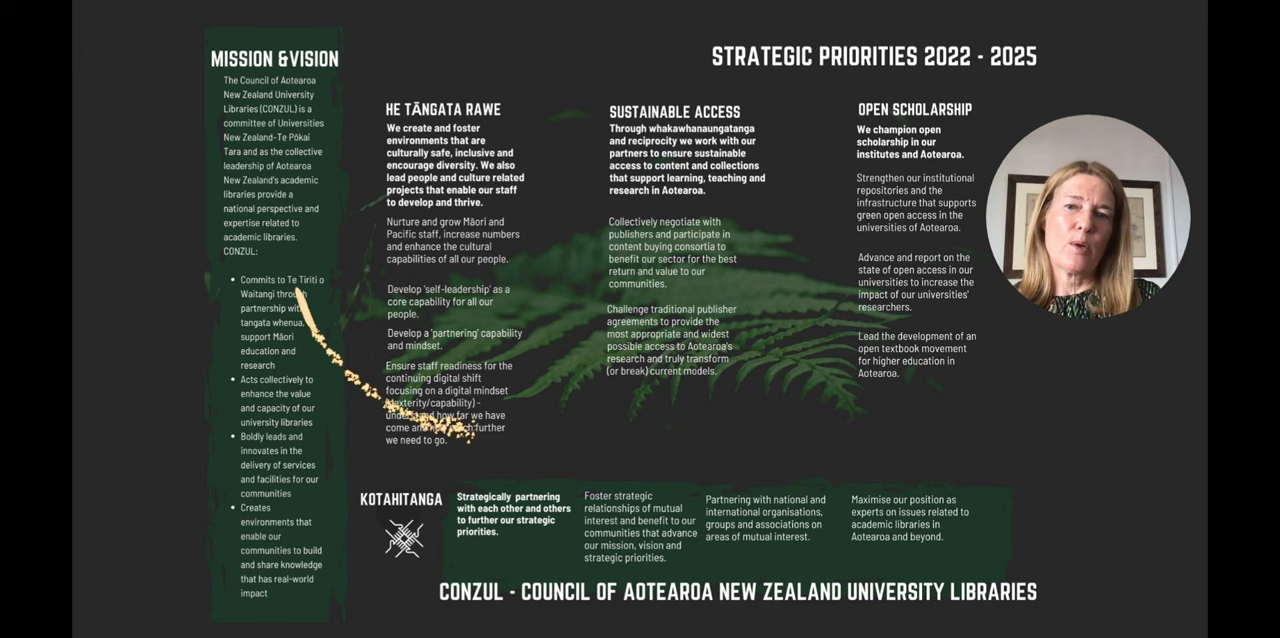 MISSION &VISION
The Council of Aotearoa
New Zealand University
Libraries (CONZUL) is a
committee of Universities
New Zealand-Te Pōkai
Tara and as the collective
leadership of Aotearoa
New Zealand's academic
libraries provide a
national perspective and
expertise related to
academic libraries.
CONZUL:
• Commits to Te Tiriti o
Waitangi through
partnership with
tangata whenua,
support Māori
education and
research
• Acts collectively to
enhance the value
and capacity of our
university libraries
• Boldly leads and
innovates in the
delivery of services
and facilities for our
communities
• Creates
environments that
enable our
communities to build
and share knowledge
that has real-world
impact
STRATEGIC PRIORITIES 2022 - 2025
HE TĀNGATA RAWE
We create and foster
environments that are
culturally safe, inclusive and
encourage diversity. We also
lead people and culture related
projects that enable our staff
to develop and thrive.
Nurture and grow Māori and
Pacific staff, increase numbers
and enhance the cultural
capabilities of all our people.
Develop 'self-leadership' as a
core capability for all our
people.
Develop a 'partnering' capability
and mindset.
Ensure staff readiness for the
continuing digital shift
focusing on a digital mindset
(dexterity/capability) -
understand how far we have
come and how much further
we need to go.
SUSTAINABLE ACCESS
Through whakawhanaungatanga
and reciprocity we work with our
partners to ensure sustainable
access to content and collections
that support learning, teaching and
research in Aotearoa.
Collectively negotiate with
publishers and participate in
content buying consortia to
benefit our sector for the best
return and value to our
communities.
Challenge traditional publisher
agreements to provide the
most appropriate and widest
possible access to Aotearoa's
research and truly transform
(or break) current models.
OPEN SCHOLARSHIP
We champion open
scholarship in our
institutes and Aotearoa.
Strengthen our institutional
repositories and the
infrastructure that supports
green open access in the
universities of Aotearoa.
Advance and report on the
state of open access in our
universities to increase the
impact of our universities'
researchers.
Lead the development of an
open textbook movement
for higher education in
Aotearoa.
KOTAHITANGA
Strategically partnering
with each other and others
to further our strategic
priorities.
Foster strategic
relationships of mutual
interest and benefit to our
communities that advance
our mission, vision and
strategic priorities.
Partnering with national and
international organisations,
groups and associations on
areas of mutual interest.
Maximise our position as
experts on issues related to
academic libraries in
Aotearoa and beyond.
CONZUL - COUNCIL OF AOTEAROA NEW ZEALAND UNIVERSITY LIBRARIES